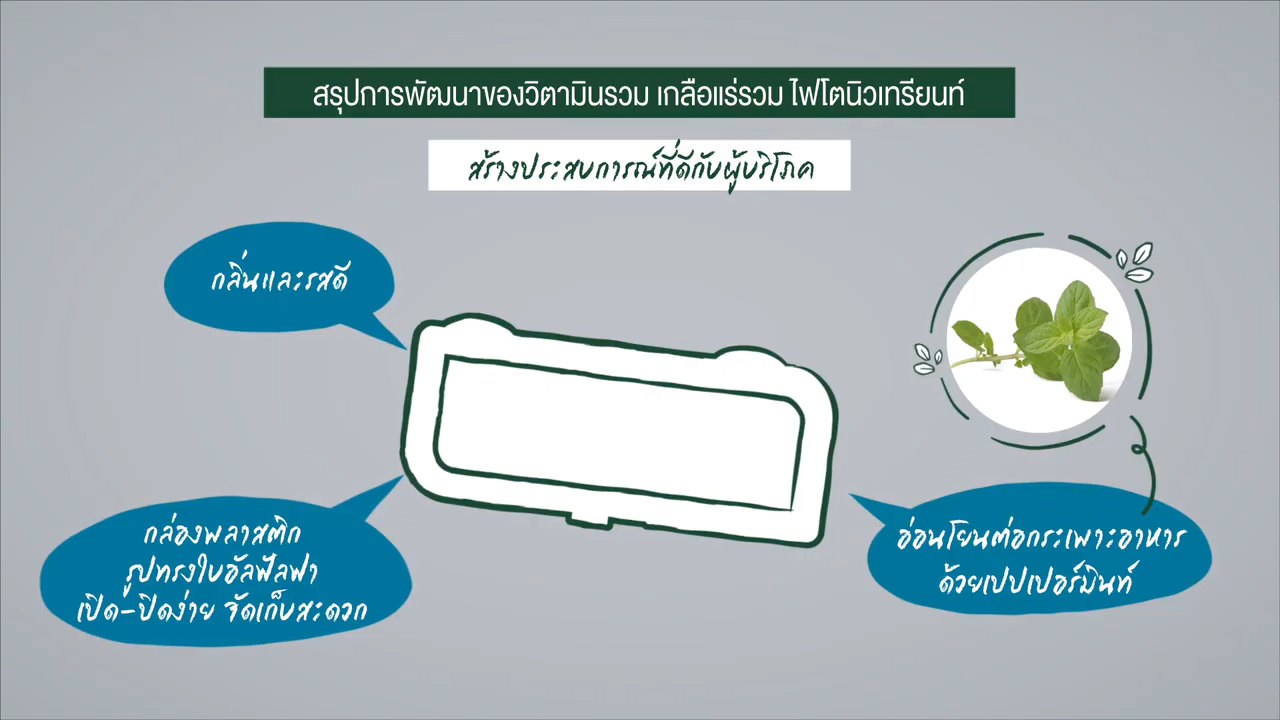 สรุปการพัฒนาของวิตามินรวม เกลือแร่รวม ไฟโตนิวเทรียนท์
สร้างประสบการณ์ที่ดีกับผู้บริโภค
กลิ่นและรสดี
กล่องพลาสติก
รูปทรงใบอัลฟัลฟา
เปิด-ปิดง่าย จัดเก็บสะดวก
อ่อนโยนต่อกระเพาะอาหาร
ด้วยเปปเปอร์มินท์